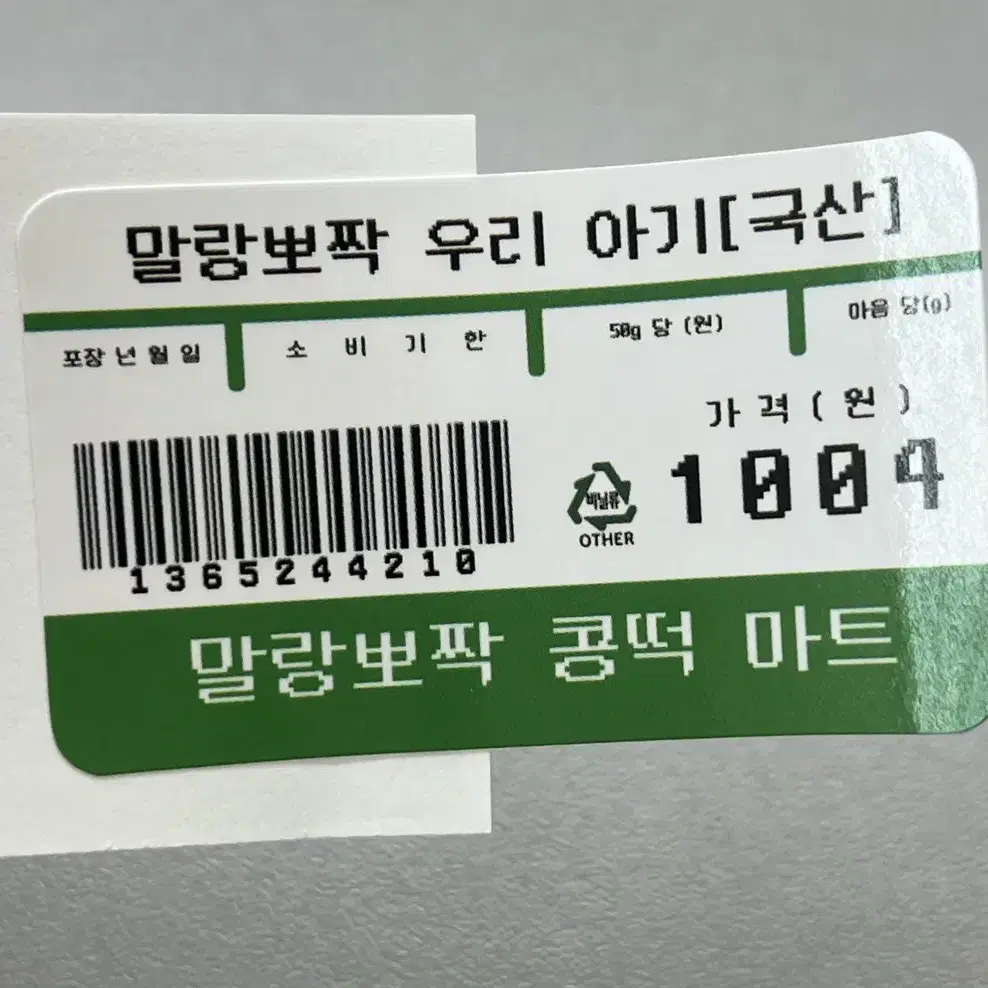 말랑뽀짝 우리 아기[국산]
포장년월일 소비기한 50g 당 (원) 마음 당(g)
가격(원)
1004
비닐류
OTHER
1365244210
말랑뽀짝 콩떡 마트